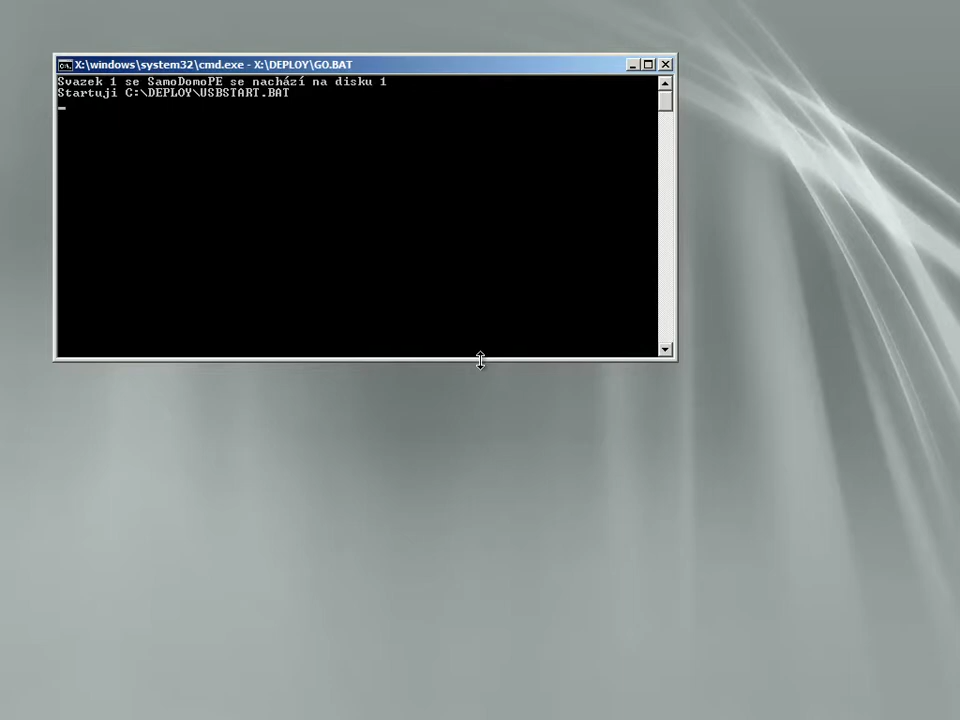 X:\windows\system32\cmd.exe - X:\DEPLOY\GO.BAT
Svazek 1 se SamoDomoPE se nachází na disku 1
Startuji C:\DEPLOY\USBSTART.BAT